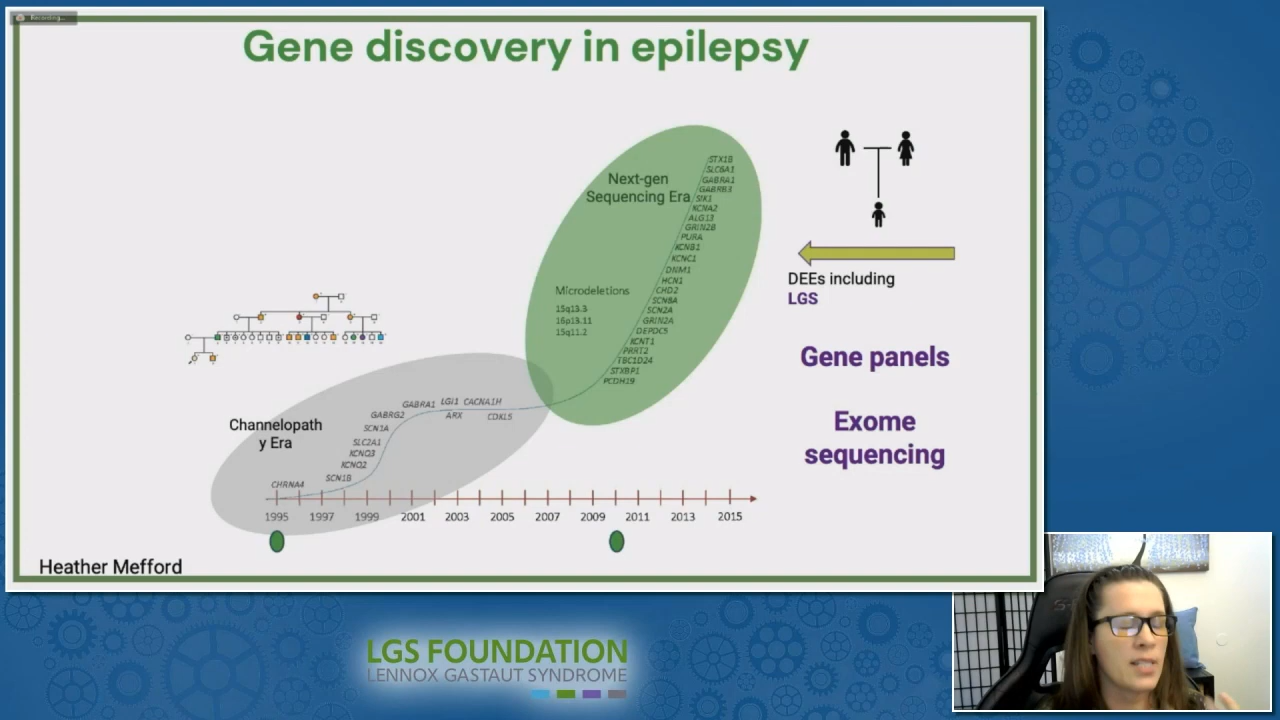 Recording...
Gene discovery in epilepsy
Next-gen
Sequencing Era
STX1B
SLC6A1
GABRA1
GABRB3
SIK1
KCNA2
ALG13
GRIN2B
PURA
KCNB1
KCNC1
DNM1
HCN1
CHD2
SCN8A
SCN2A
GRIN2A
DEPDC5
KCNT1
PRRT2
TBC1D24
STXBP1
PCDH19
Microdeletions
15q13.3
16p13.11
15q11.2
DEEs including
LGS
Gene panels
Exome
sequencing
Channelopath
y Era
GABRA1 LGI1 CACNA1H
GABRG2 ARX CDKL5
SCN1A
SLC2A1
KCNQ3
KCNQ2
SCN1B
CHRNA4
1995 1997 1999 2001 2003 2005 2007 2009 2011 2013 2015
Heather Mefford
LGS FOUNDATION
LENNOX GASTAUT SYNDROME